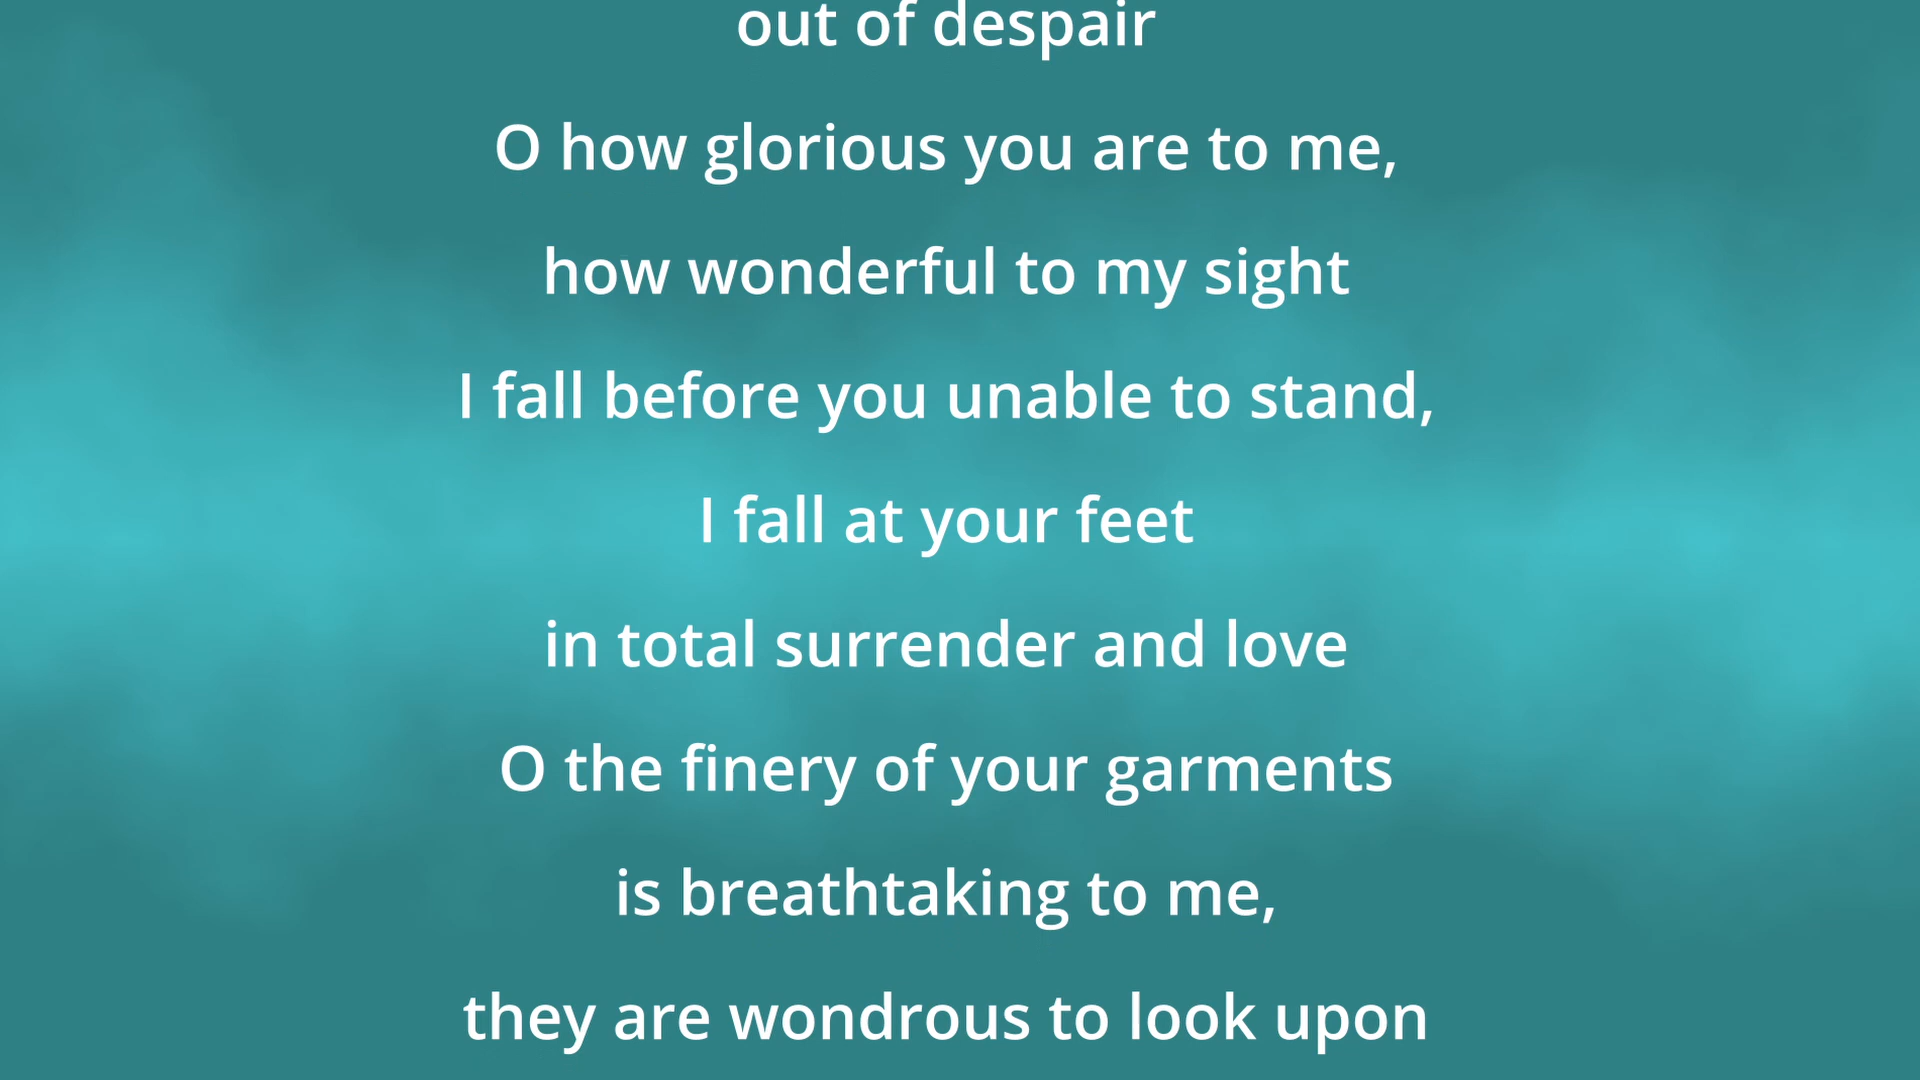 out of despair
O how glorious you are to me,
how wonderful to my sight
I fall before you unable to stand,
I fall at your feet
in total surrender and love
O the finery of your garments
is breathtaking to me,
they are wondrous to look upon